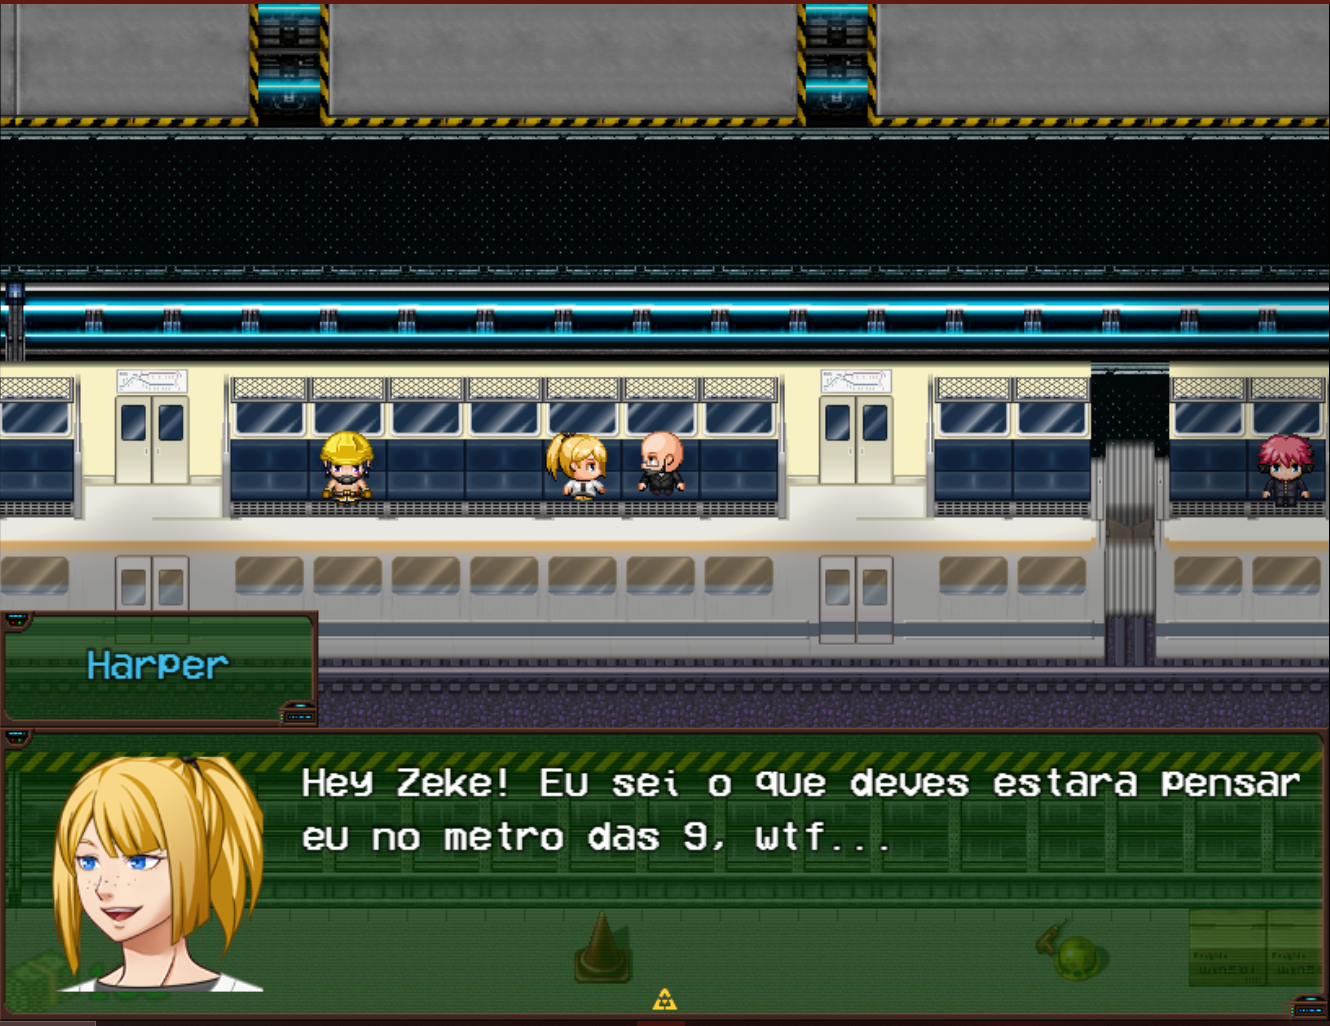 Harper
Hey Zeke! Eu sei o que deves estara pensar
eu no metro das 9, wtf...